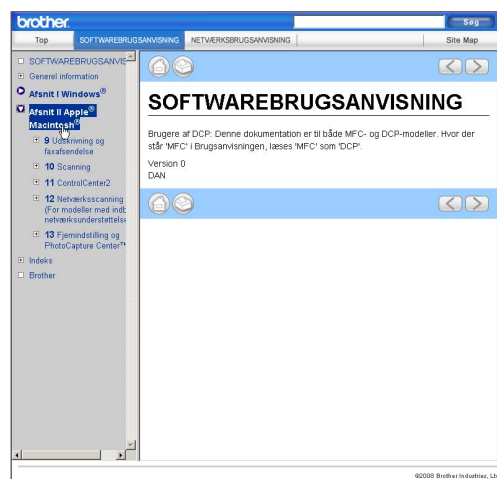 brother.
Søg
Top
SOFTWAREBRUGSANVISNING
NETVÆRKSBRUGSANVISNING
Site Map
SOFTWAREBRUGSANVIS
Generel information
Afsnit I Windows®
Afsnit II Apple®
Macintosh®
9 Udskrivning og
faxafsendelse
10 Scanning
11 ControlCenter2
12 Netværksscanning
(For modeller med indb
netværksunderstøttelse
13 Fjernindstilling og
PhotoCapture Center™
Indeks
Brother
SOFTWAREBRUGSANVISNING
Brugere af DCP: Denne dokumentation er til både MFC- og DCP-modeller. Hvor der
står 'MFC' i Brugsanvisningen, læses 'MFC' som 'DCP'.
Version 0
DAN
©2008 Brother Industries, Lt